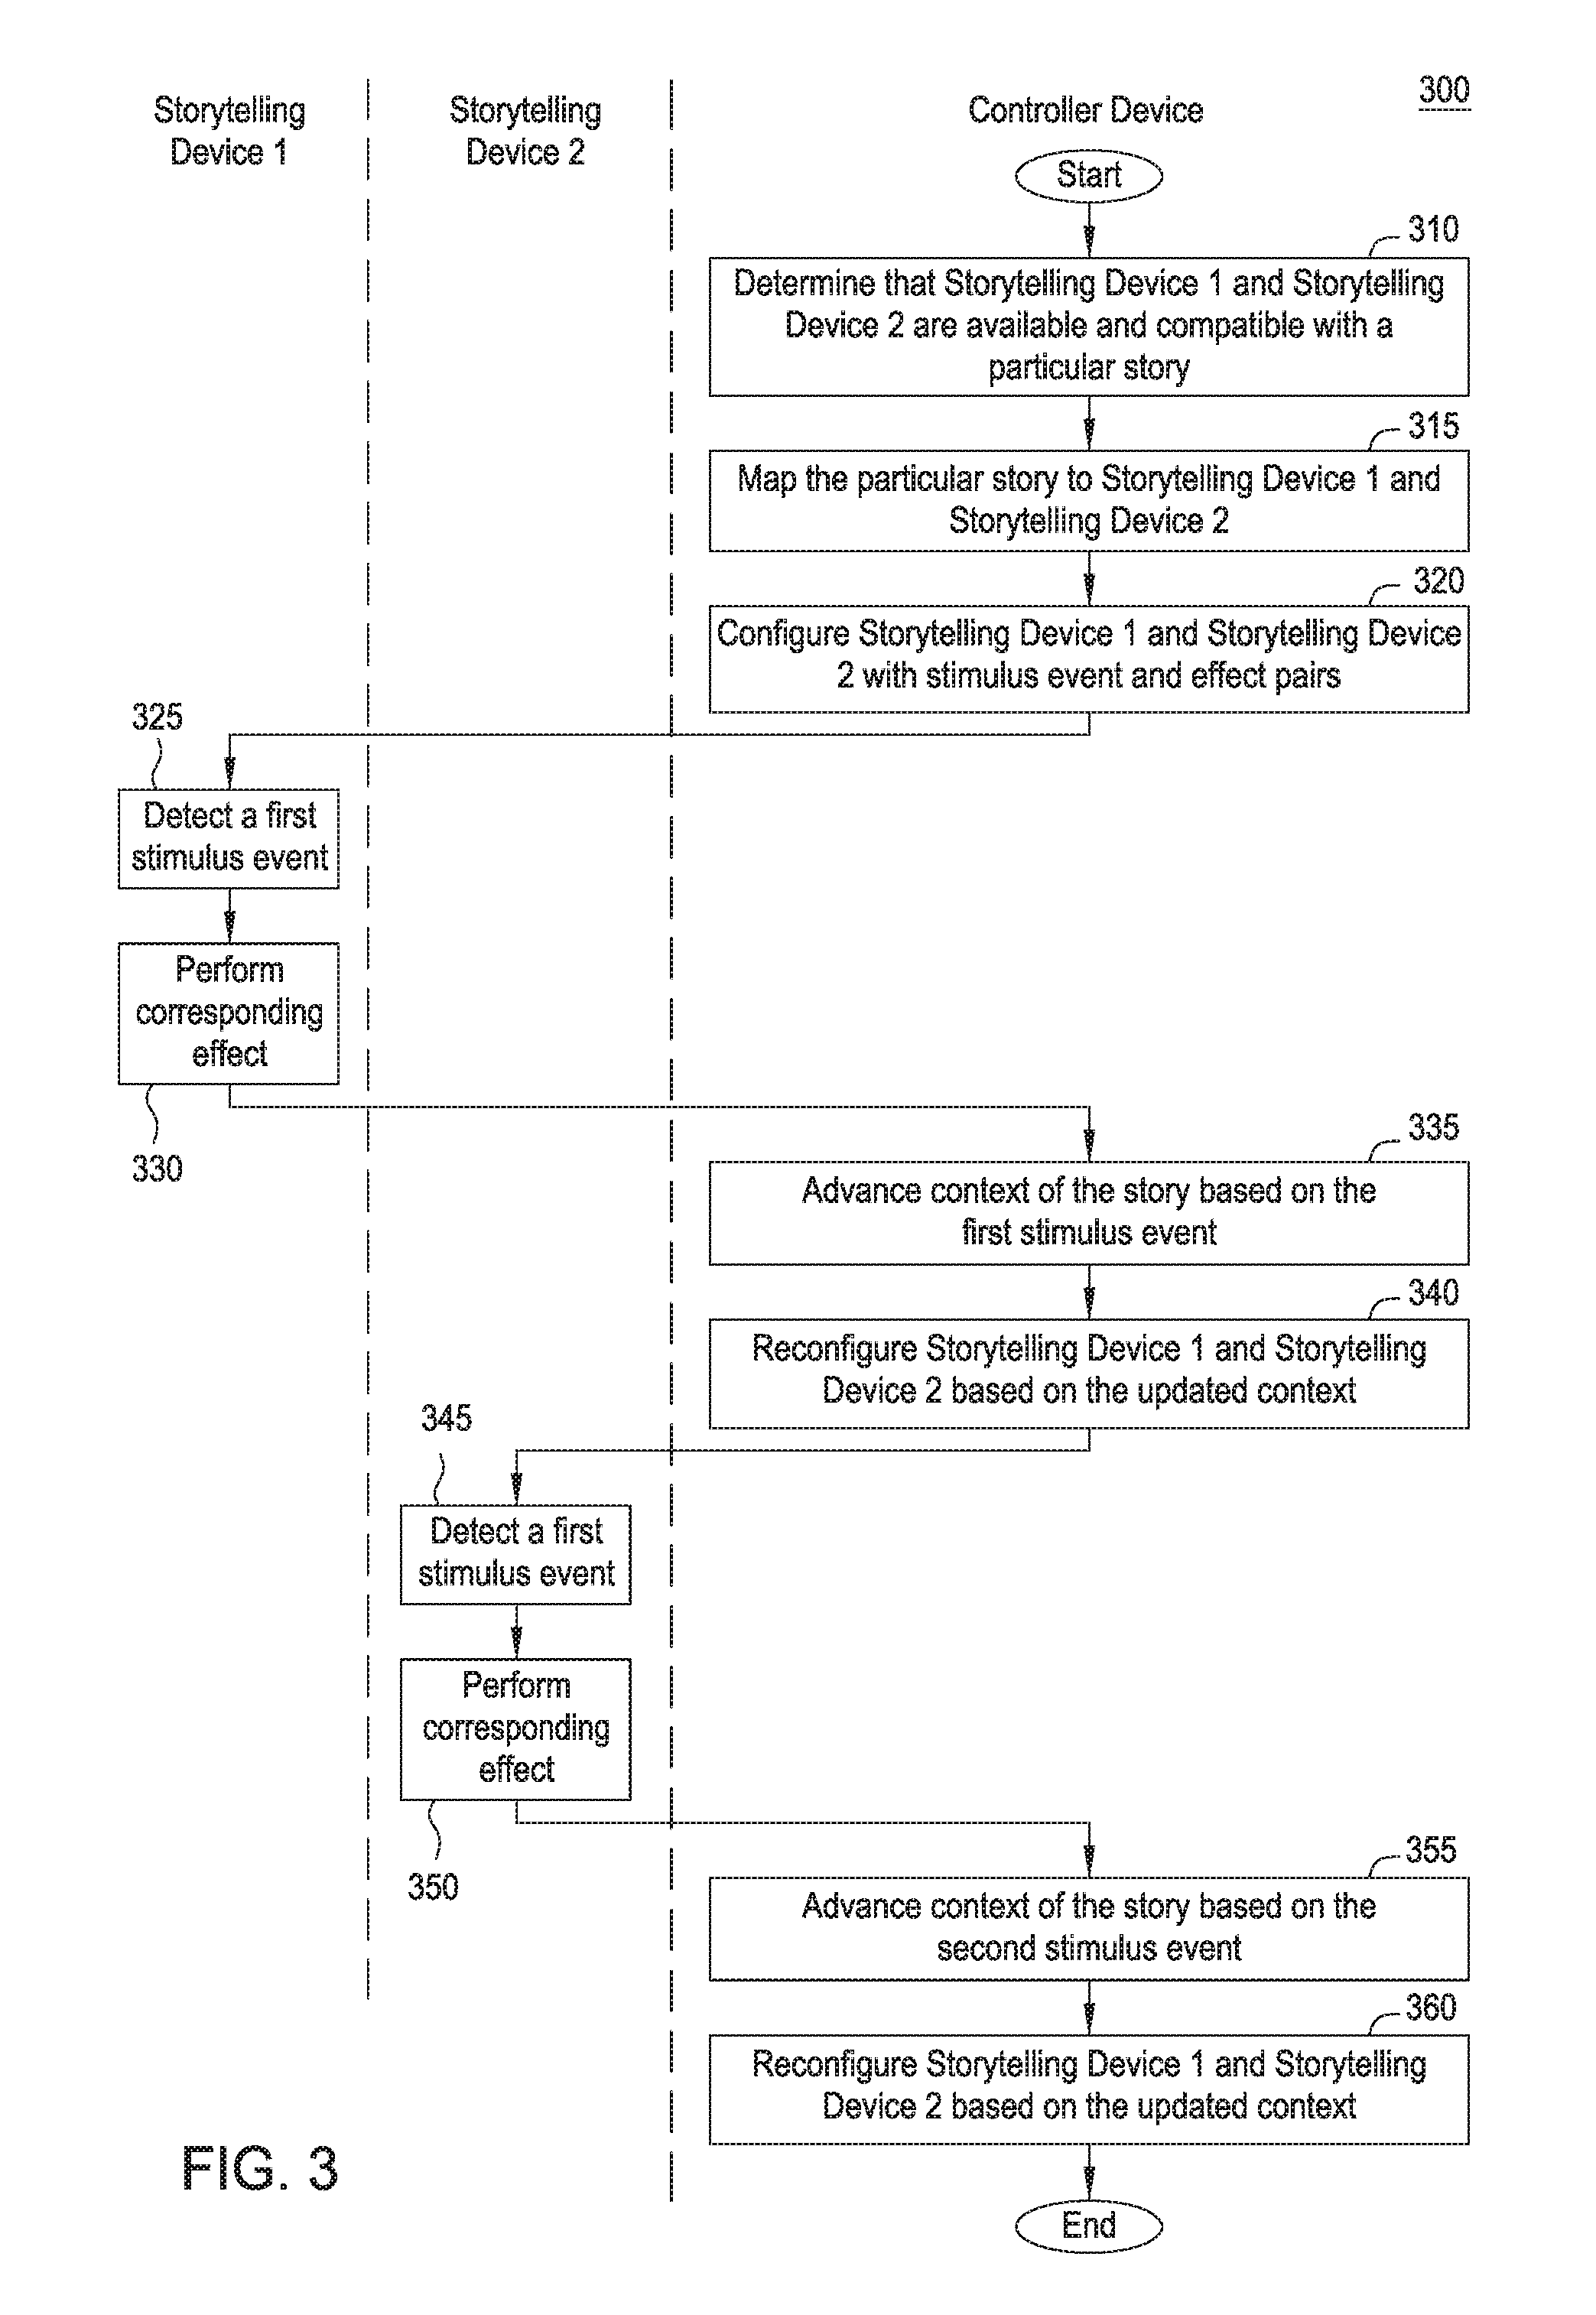 300
Storytelling
Device 1
Storytelling
Device 2
Controller Device
Start
310
Determine that Storytelling Device 1 and Storytelling
Device 2 are available and compatible with a
particular story
315
Map the particular story to Storytelling Device 1 and
Storytelling Device 2
320
Configure Storytelling Device 1 and Storytelling Device
2 with stimulus event and effect pairs
325
Detect a first
stimulus event
Perform
corresponding
effect
330
335
Advance context of the story based on the
first stimulus event
340
Reconfigure Storytelling Device 1 and Storytelling
Device 2 based on the updated context
345
Detect a first
stimulus event
Perform
corresponding
effect
350
355
Advance context of the story based on the
second stimulus event
360
Reconfigure Storytelling Device 1 and Storytelling
Device 2 based on the updated context
End
FIG. 3